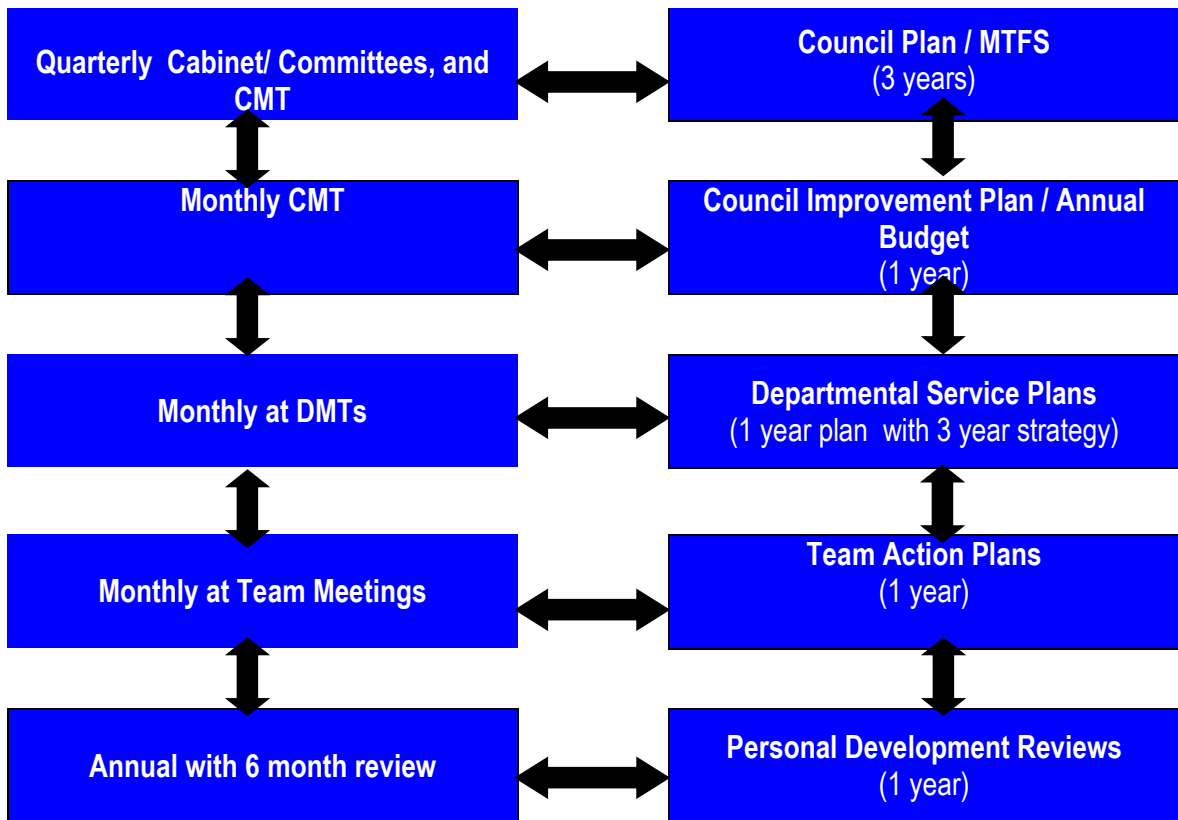 Quarterly Cabinet/ Committees, and
CMT
Council Plan / MTFS
(3 years)
Monthly CMT
Council Improvement Plan / Annual
Budget
(1 year)
Monthly at DMTs
Departmental Service Plans
(1 year plan with 3 year strategy)
Monthly at Team Meetings
Team Action Plans
(1 year)
Annual with 6 month review
Personal Development Reviews
(1 year)